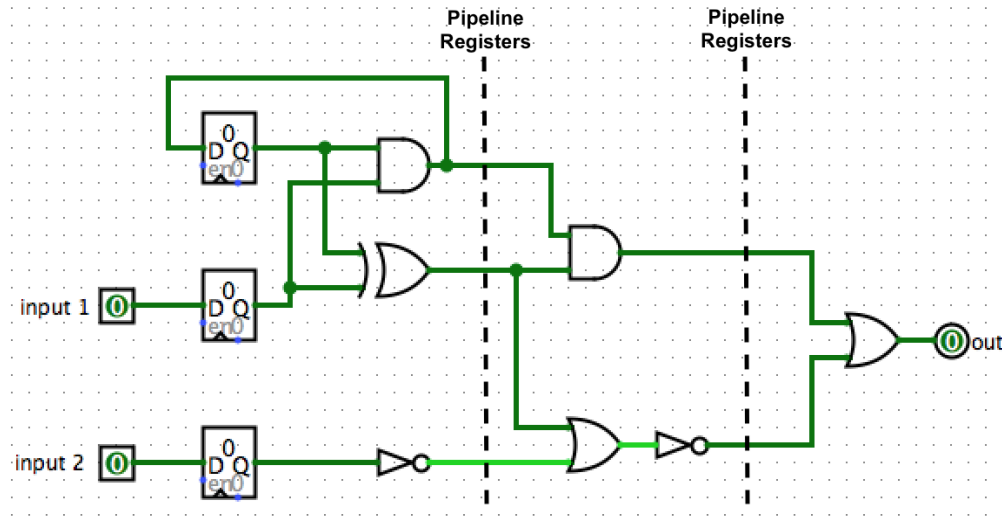 Pipeline
Registers
Pipeline
Registers
0
D Q
en0
input 1
0
0
D Q
en0
input 2
0
0
D Q
en0
0
out